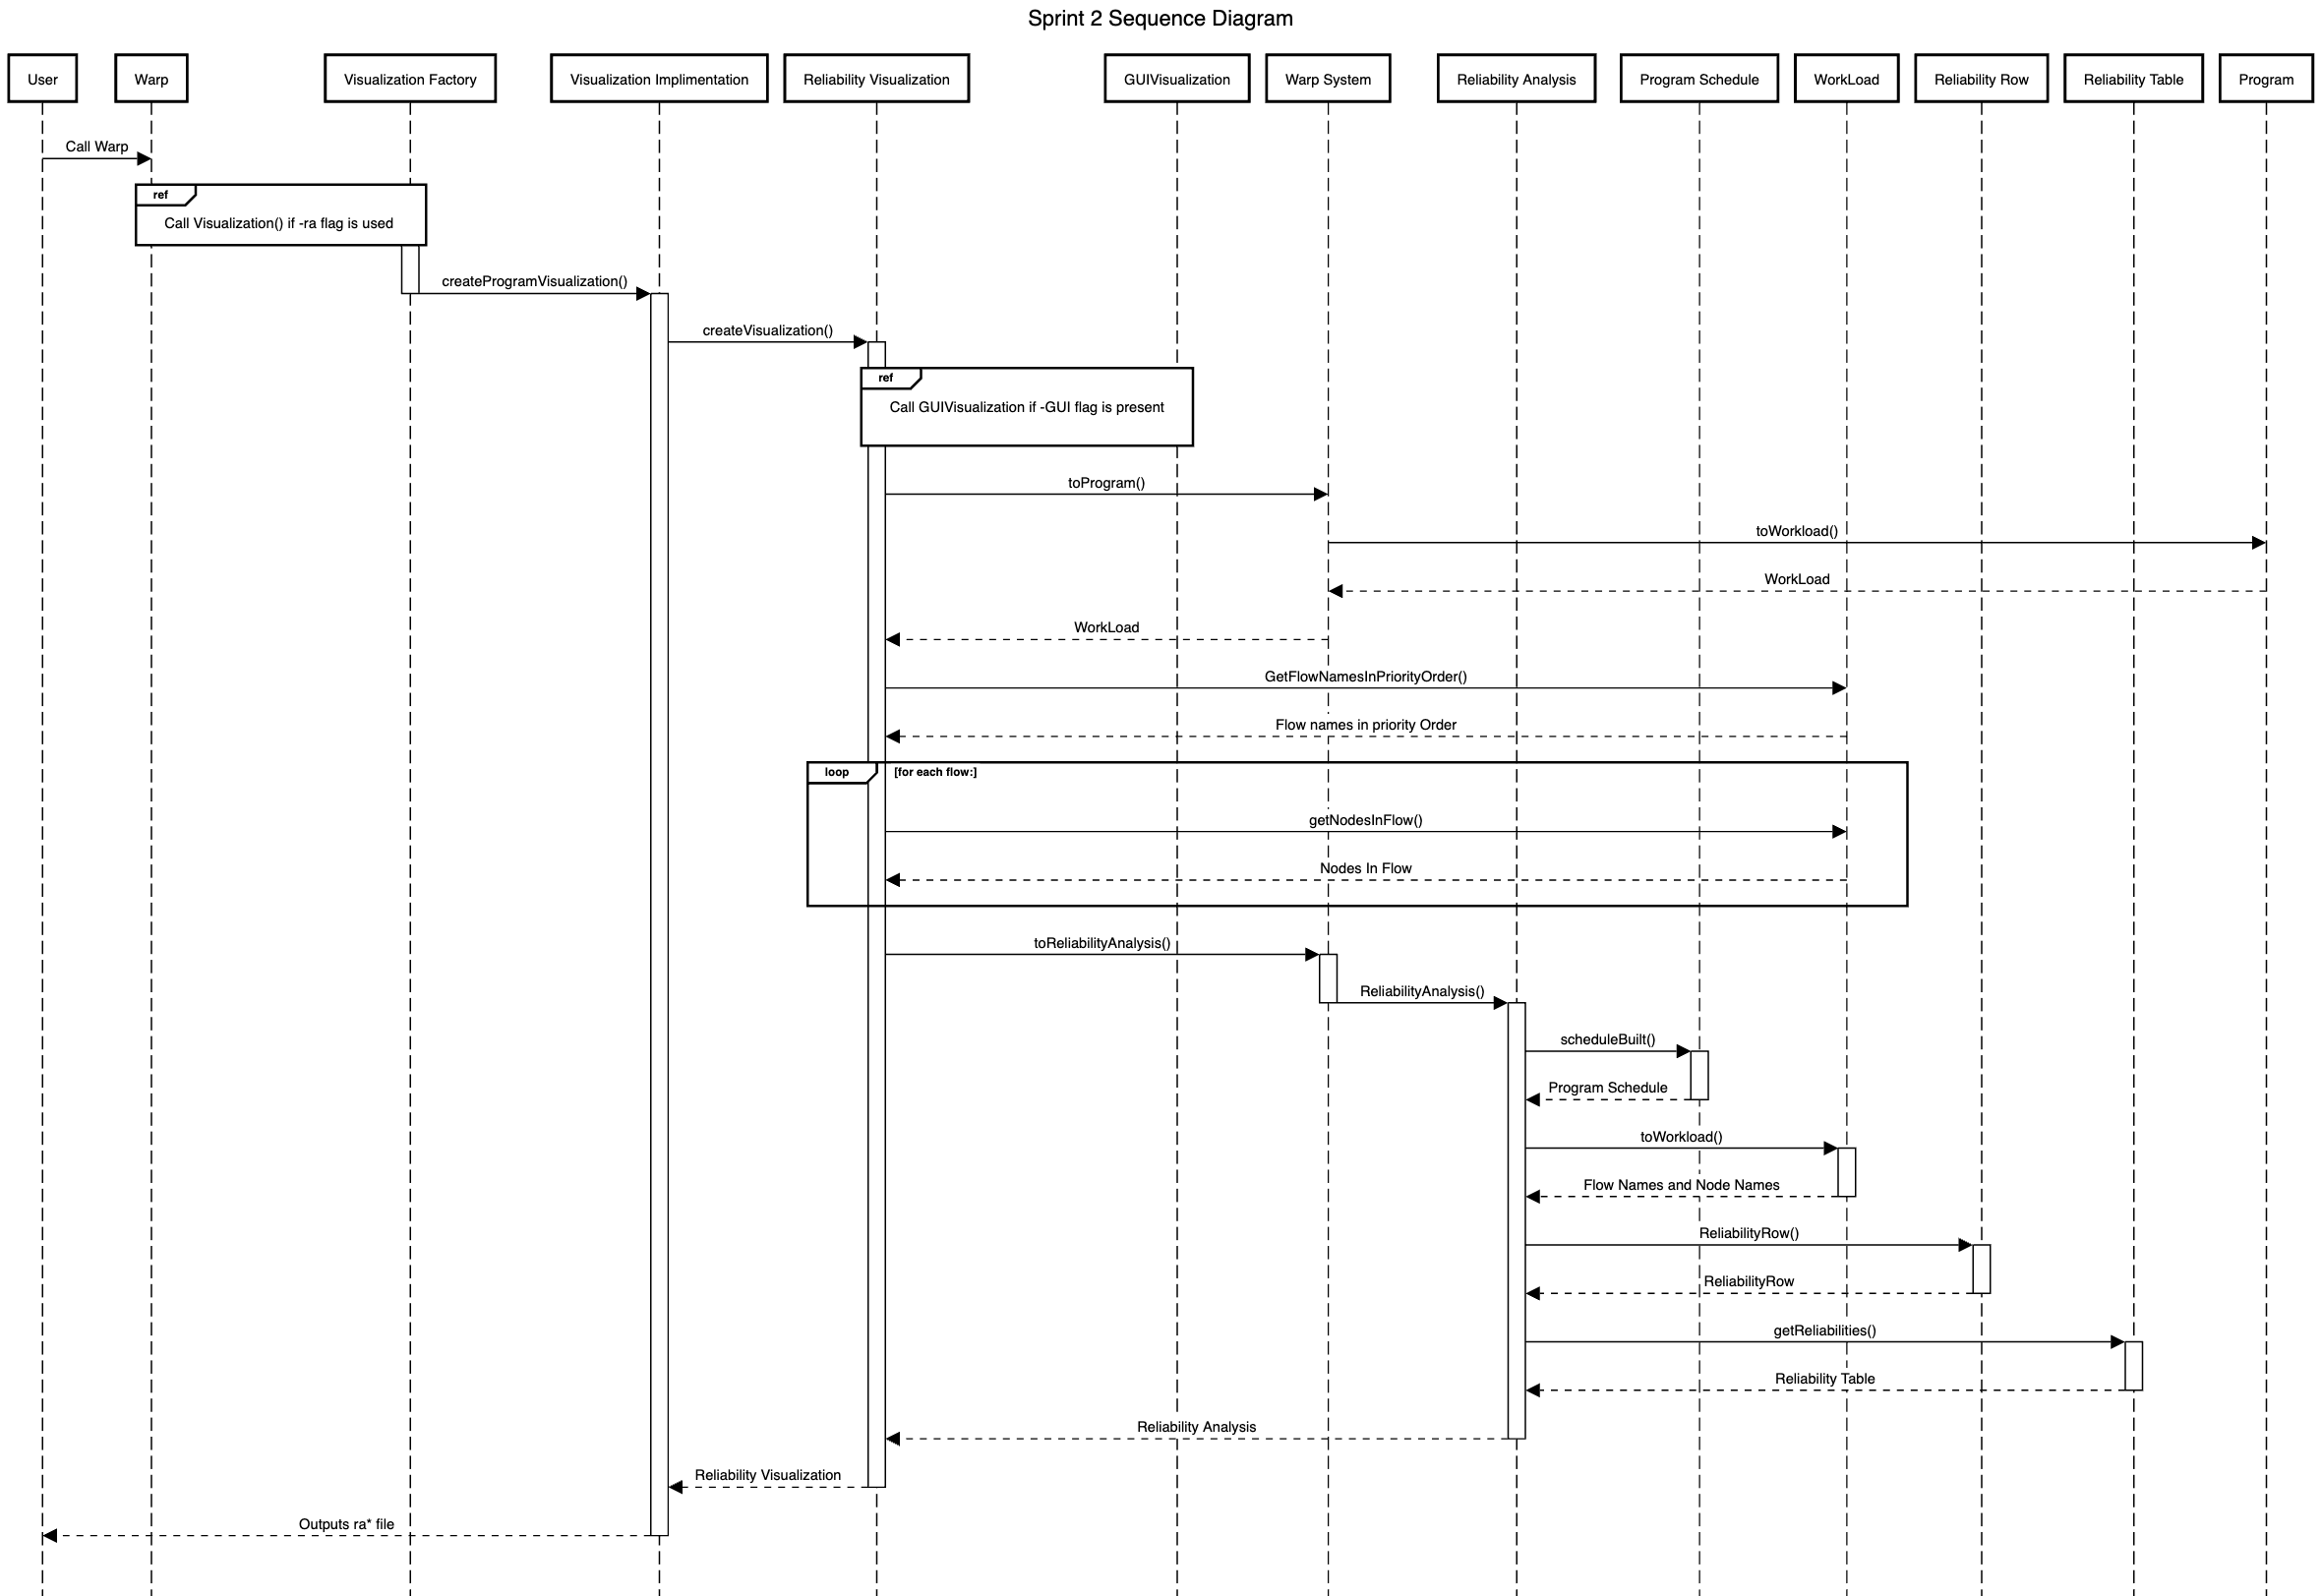 Sprint 2 Sequence Diagram
User
Warp
Visualization Factory
Visualization Implimentation
Reliability Visualization
GUIVisualization
Warp System
Reliability Analysis
Program Schedule
WorkLoad
Reliability Row
Reliability Table
Program
Call Warp
ref
Call Visualization() if -ra flag is used
createProgramVisualization()
createVisualization()
ref
Call GUIVisualization if -GUI flag is present
toProgram()
toWorkload()
WorkLoad
WorkLoad
GetFlowNamesInPriorityOrder()
Flow names in priority Order
loop
[for each flow:]
getNodesInFlow()
Nodes In Flow
toReliabilityAnalysis()
ReliabilityAnalysis()
scheduleBuilt()
Program Schedule
toWorkload()
Flow Names and Node Names
ReliabilityRow()
ReliabilityRow
getReliabilities()
Reliability Table
Reliability Analysis
Reliability Visualization
Outputs ra* file